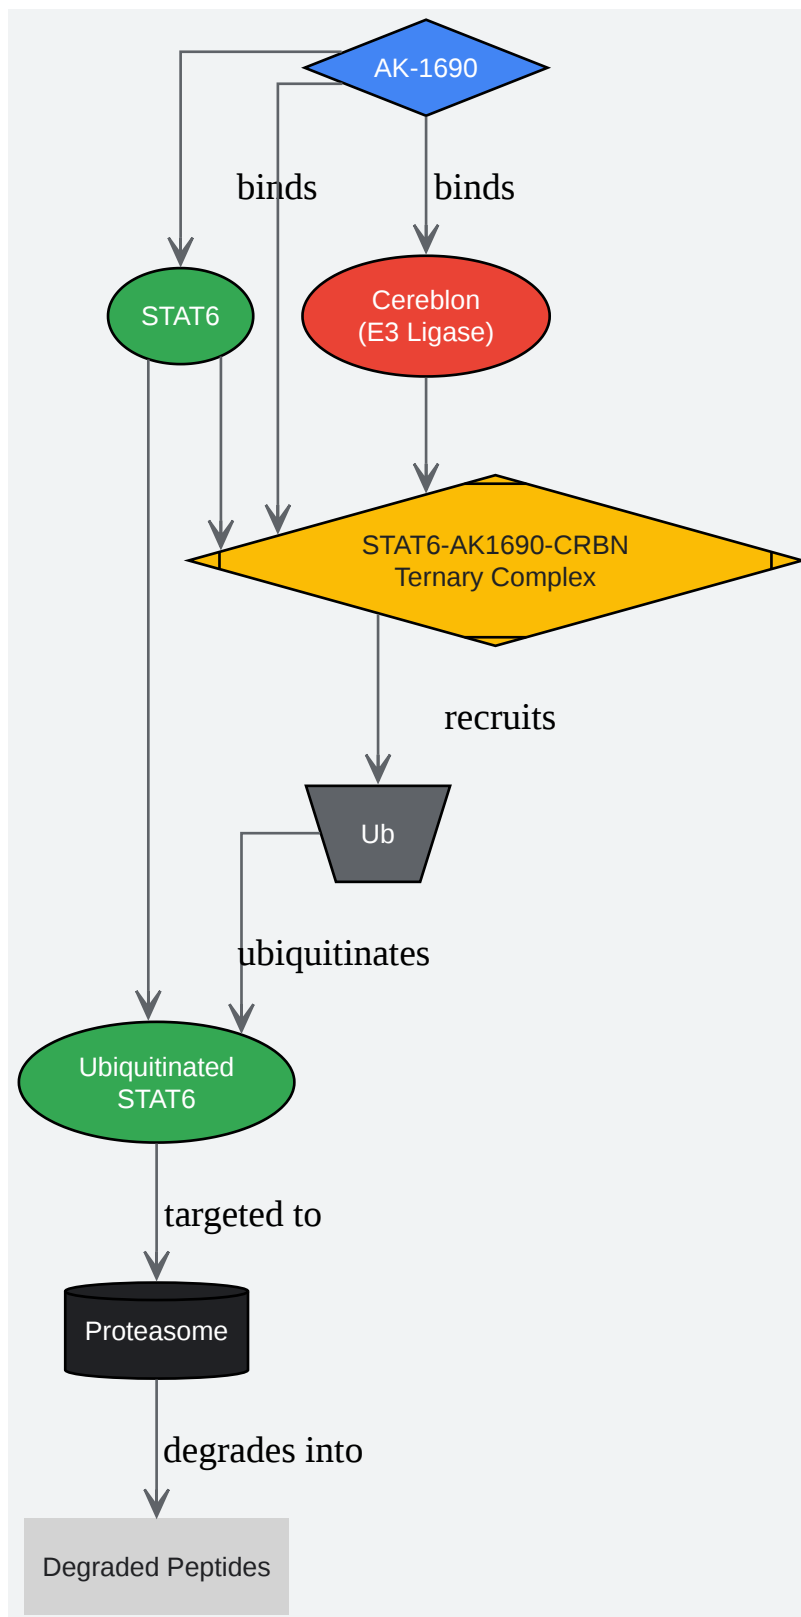 AK-1690
binds
binds
STAT6
Cereblon
(E3 Ligase)
STAT6-AK1690-CRBN
Ternary Complex
recruits
Ub
ubiquitinates
Ubiquitinated
STAT6
targeted to
Proteasome
degrades into
Degraded Peptides